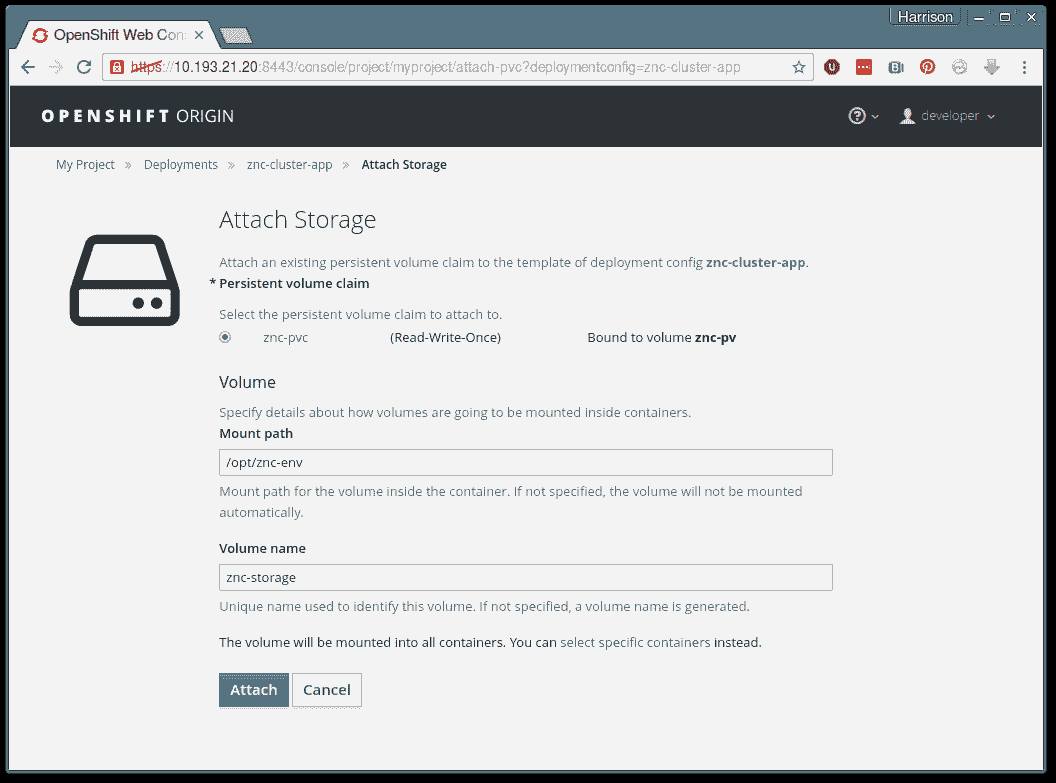 Harrison
OpenShift Web Con
https://10.193.21.20:8443/console/project/myproject/attach-pvc?deploymentconfig=znc-cluster-app
OPENSHIFT ORIGIN
developer
My Project » Deployments » znc-cluster-app » Attach Storage
Attach Storage
Attach an existing persistent volume claim to the template of deployment config znc-cluster-app.
* Persistent volume claim
Select the persistent volume claim to attach to.
znc-pvc (Read-Write-Once) Bound to volume znc-pv
Volume
Specify details about how volumes are going to be mounted inside containers.
Mount path
/opt/znc-env
Mount path for the volume inside the container. If not specified, the volume will not be mounted
automatically.
Volume name
znc-storage
Unique name used to identify this volume. If not specified, a volume name is generated.
The volume will be mounted into all containers. You can select specific containers instead.
Attach Cancel